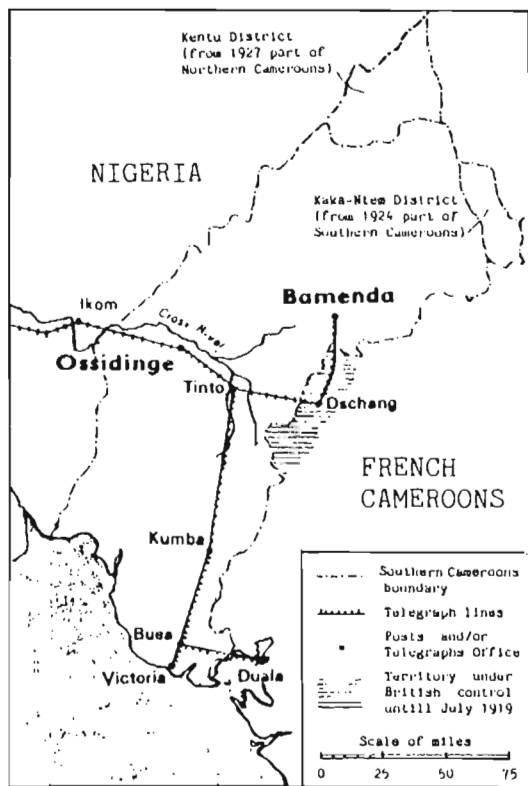 Kentu District
(from 1927 part of
Northern Cameroons)
NIGERIA
Kaka-Ntem District
(from 1924 part of
Southern Cameroons)
Bamenda
Ikom
Cross River
Ossidinge
Tinto
Dschang
FRENCH
CAMEROONS
Kumba
Buea
Victoria
Duala
Southern Cameroons
boundary
Telegraph lines
Posts and/or
Telegraphs Office
Territory under
British control
untill July 1919
Scale of miles
0 25 50 75